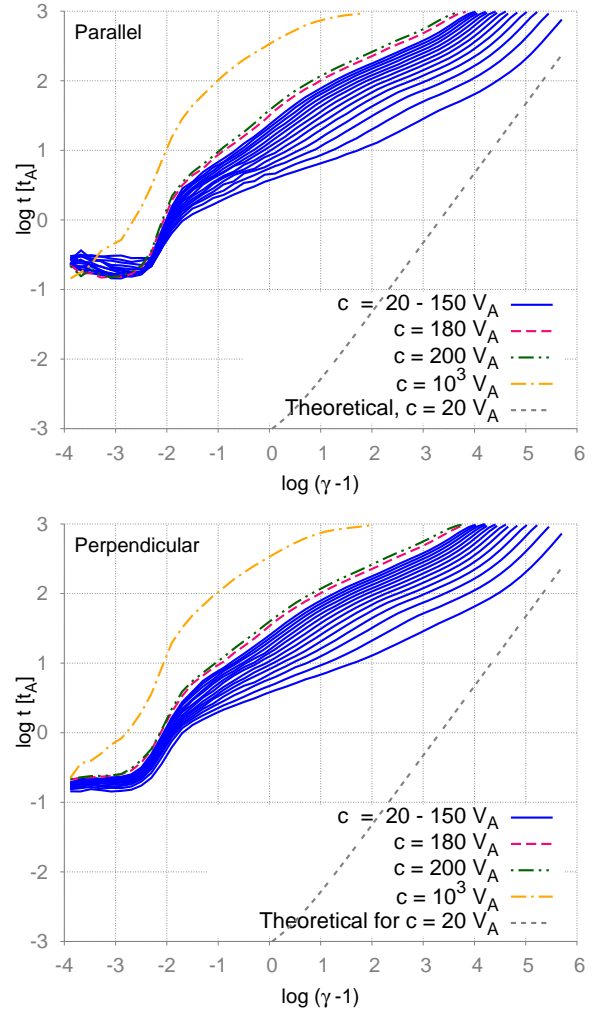 Parallel
3
2
1
0
-1
-2
-3
log t [t_A]
c = 20 - 150 V_A
c = 180 V_A
c = 200 V_A
c = 10^3 V_A
Theoretical, c = 20 V_A
-4 -3 -2 -1 0 1 2 3 4 5 6
log (γ -1)
Perpendicular
3
2
1
0
-1
-2
-3
log t [t_A]
c = 20 - 150 V_A
c = 180 V_A
c = 200 V_A
c = 10^3 V_A
Theoretical for c = 20 V_A
-4 -3 -2 -1 0 1 2 3 4 5 6
log (γ -1)